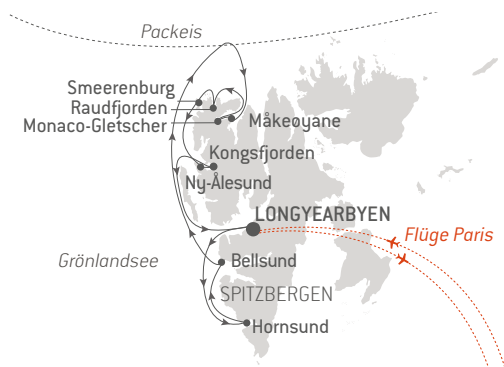 Packeis
Smeerenburg
Raudfjorden
Monaco-Gletscher
Måkeøyane
Kongsfjorden
Ny-Ålesund
LONGYEARBYEN
Flüge Paris
Grönlandsee
Bellsund
SPITZBERGEN
Hornsund